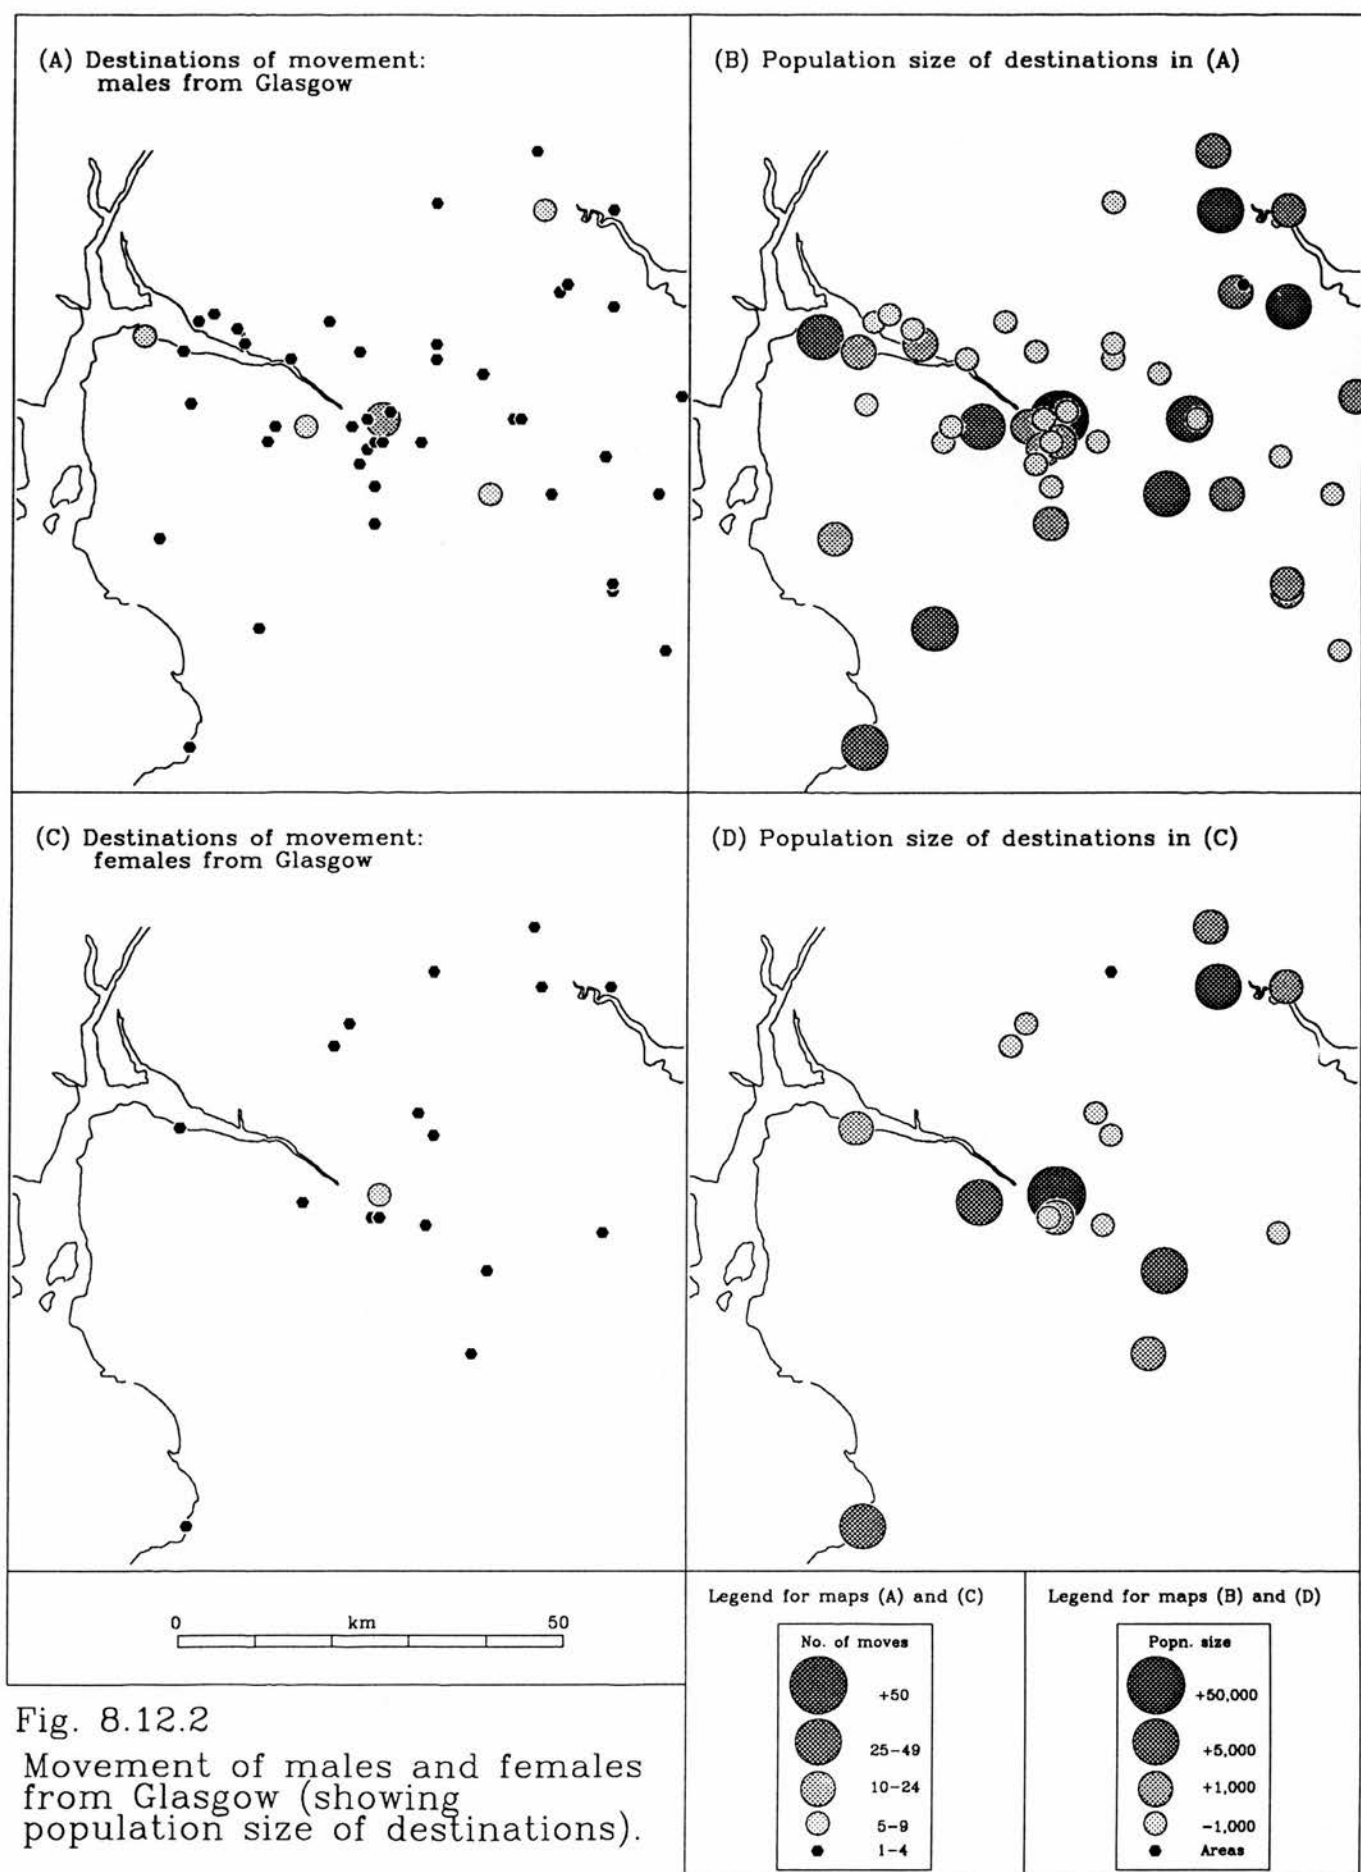 (A) Destinations of movement:
males from Glasgow
(B) Population size of destinations in (A)
(C) Destinations of movement:
females from Glasgow
(D) Population size of destinations in (C)
0 km 50
Legend for maps (A) and (C)
No. of moves
+50
25-49
10-24
5-9
1-4
Legend for maps (B) and (D)
Popn. size
+50,000
+5,000
+1,000
-1,000
Areas
Fig. 8.12.2
Movement of males and females
from Glasgow (showing
population size of destinations).